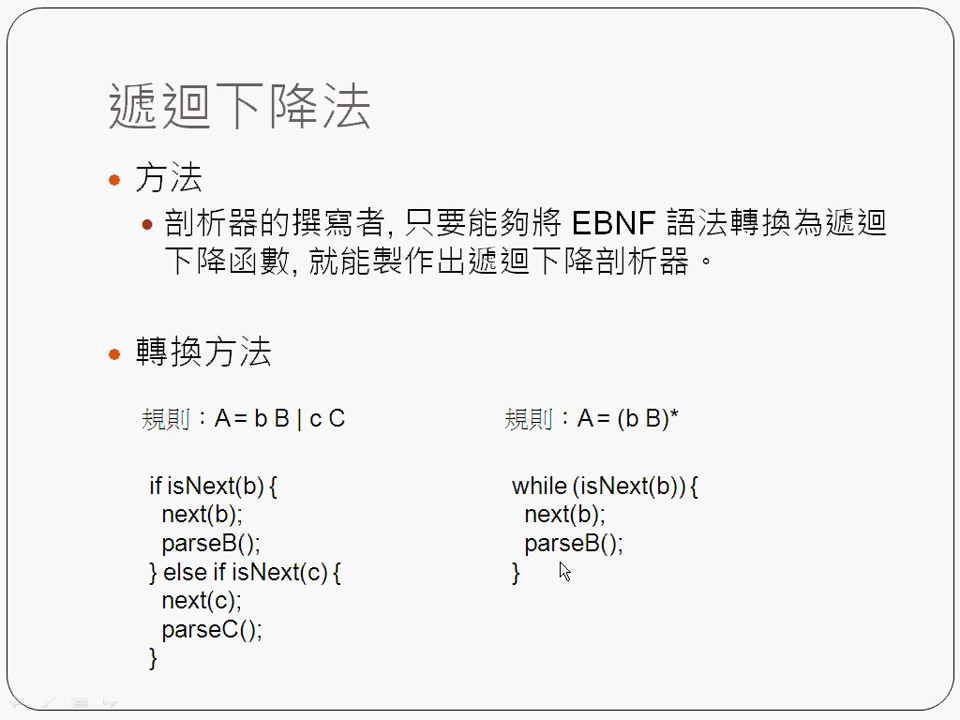 遞迴下降法
方法
剖析器的撰寫者, 只要能夠將 EBNF 語法轉換為遞迴
下降函數, 就能製作出遞迴下降剖析器。
轉換方法
規則：A = b B | c C
if isNext(b) {
next(b);
parseB();
} else if isNext(c) {
next(c);
parseC();
}
規則：A = (b B)*
while (isNext(b)) {
next(b);
parseB();
}